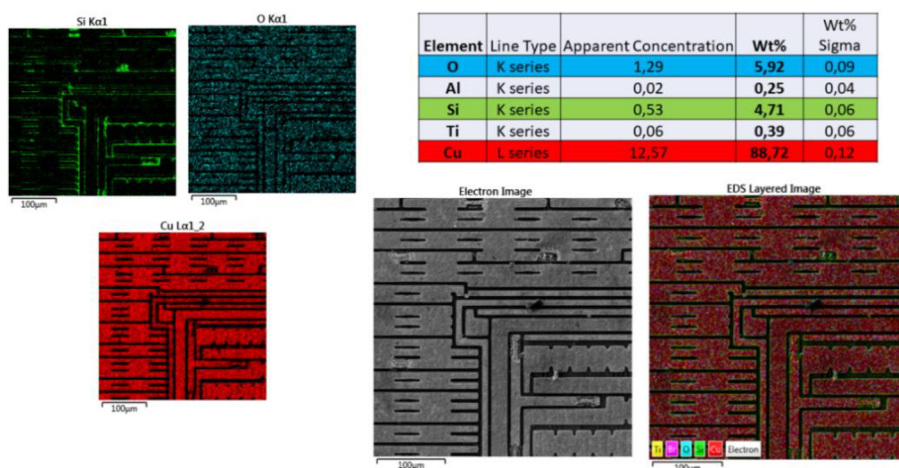 Si Kα1
O Kα1
100µm
100µm
Element Line Type Apparent Concentration Wt% Wt% Sigma
O K series 1,29 5,92 0,09
Al K series 0,02 0,25 0,04
Si K series 0,53 4,71 0,06
Ti K series 0,06 0,39 0,06
Cu L series 12,57 88,72 0,12
Cu Lα1_2
100µm
Electron Image
100µm
EDS Layered Image
Ti O Si Cu Electron
100µm